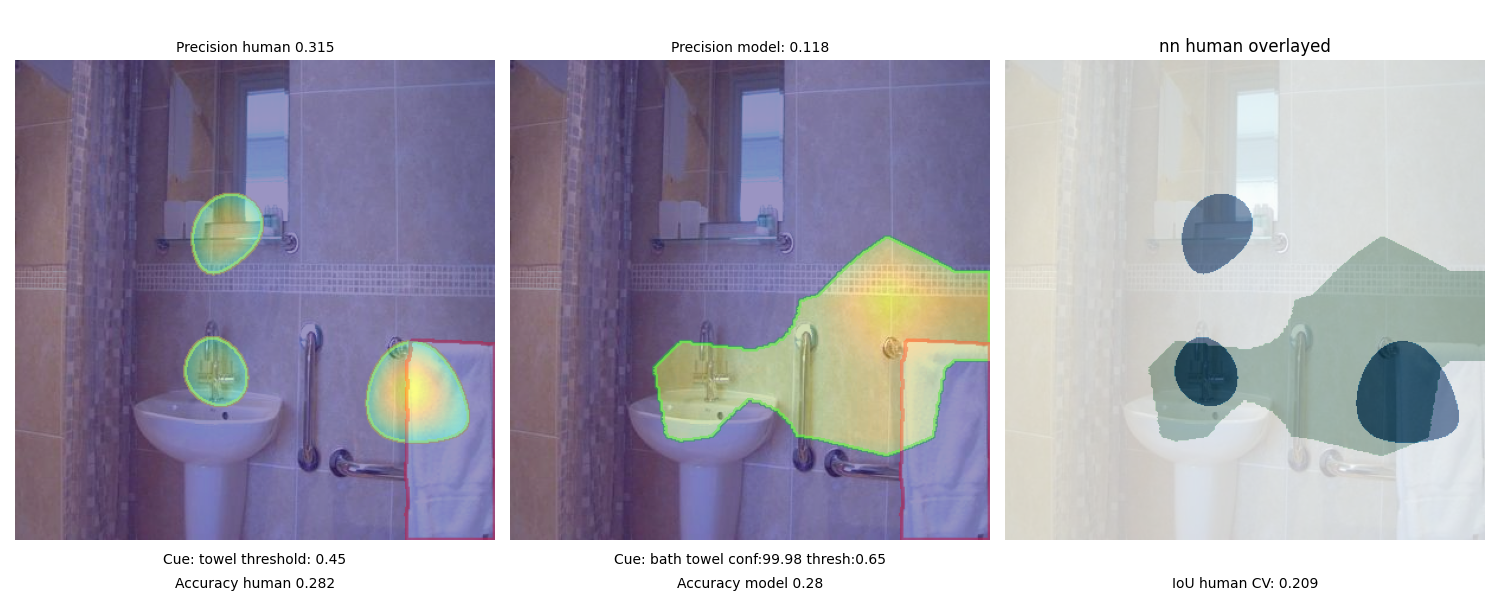 Precision human 0.315
Precision model: 0.118
nn human overlayed
Cue: towel threshold: 0.45
Cue: bath towel conf:99.98 thresh:0.65
Accuracy human 0.282
Accuracy model 0.28
IoU human CV: 0.209